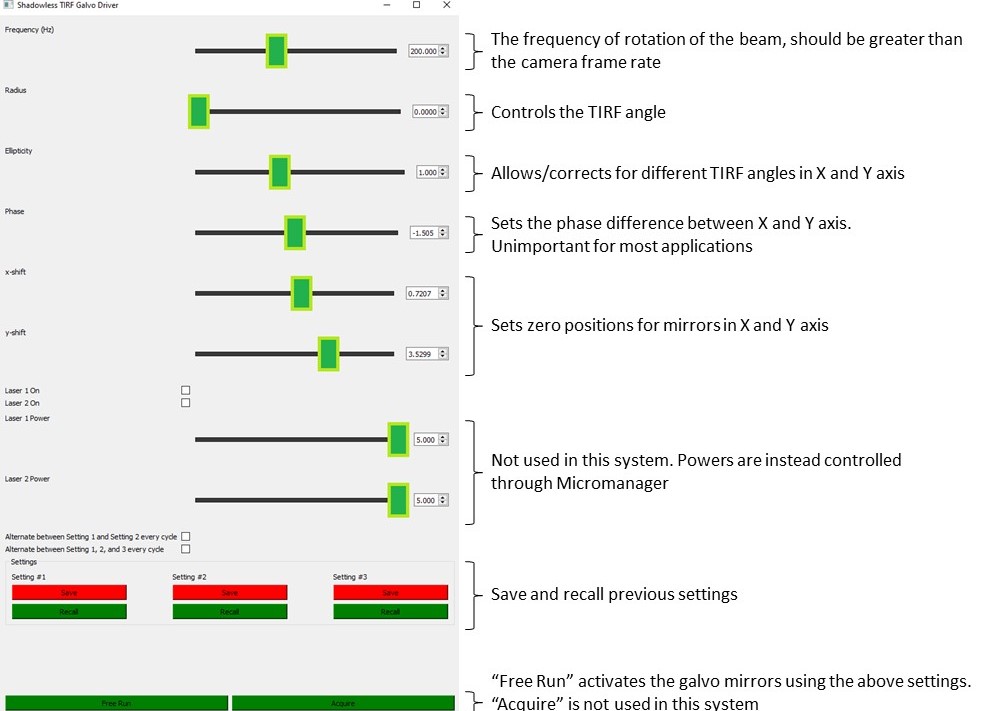 Shadowless TIRF Galvo Driver
Frequency (Hz)
200.000
The frequency of rotation of the beam, should be greater than
the camera frame rate
Radius
0.0000
Controls the TIRF angle
Ellipticity
1.000
Allows/corrects for different TIRF angles in X and Y axis
Phase
-1.505
Sets the phase difference between X and Y axis.
Unimportant for most applications
x-shift
0.7207
y-shift
3.5299
Sets zero positions for mirrors in X and Y axis
Laser 1 On
Laser 2 On
Laser 1 Power
5.000
Laser 2 Power
5.000
Not used in this system. Powers are instead controlled
through Micromanager
Alternate between Setting 1 and Setting 2 every cycle
Alternate between Setting 1, 2, and 3 every cycle
Settings
Setting #1 Setting #2 Setting #3
Save Save Save
Recall Recall Recall
Save and recall previous settings
Free Run Acquire
“Free Run” activates the galvo mirrors using the above settings.
“Acquire” is not used in this system